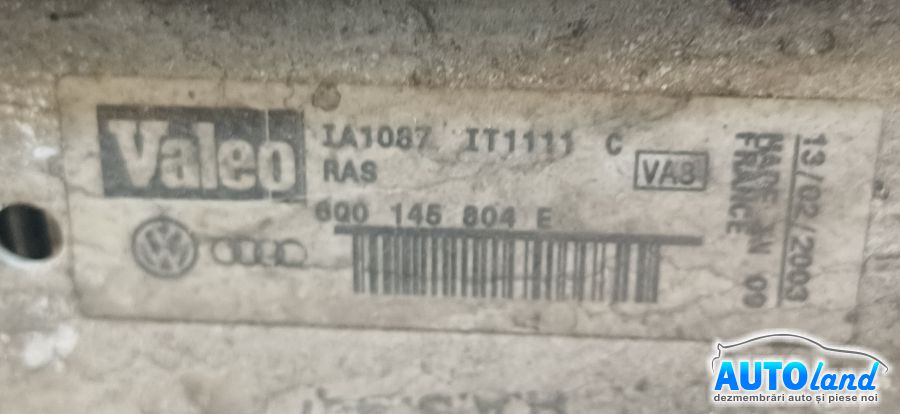 Valeo
IA1087 IT1111 C
RAS
VA8
6Q0 145 804 E
MADE IN
FRANCE 09
13/02/2003
AUTOland
dezmembrări auto și piese noi